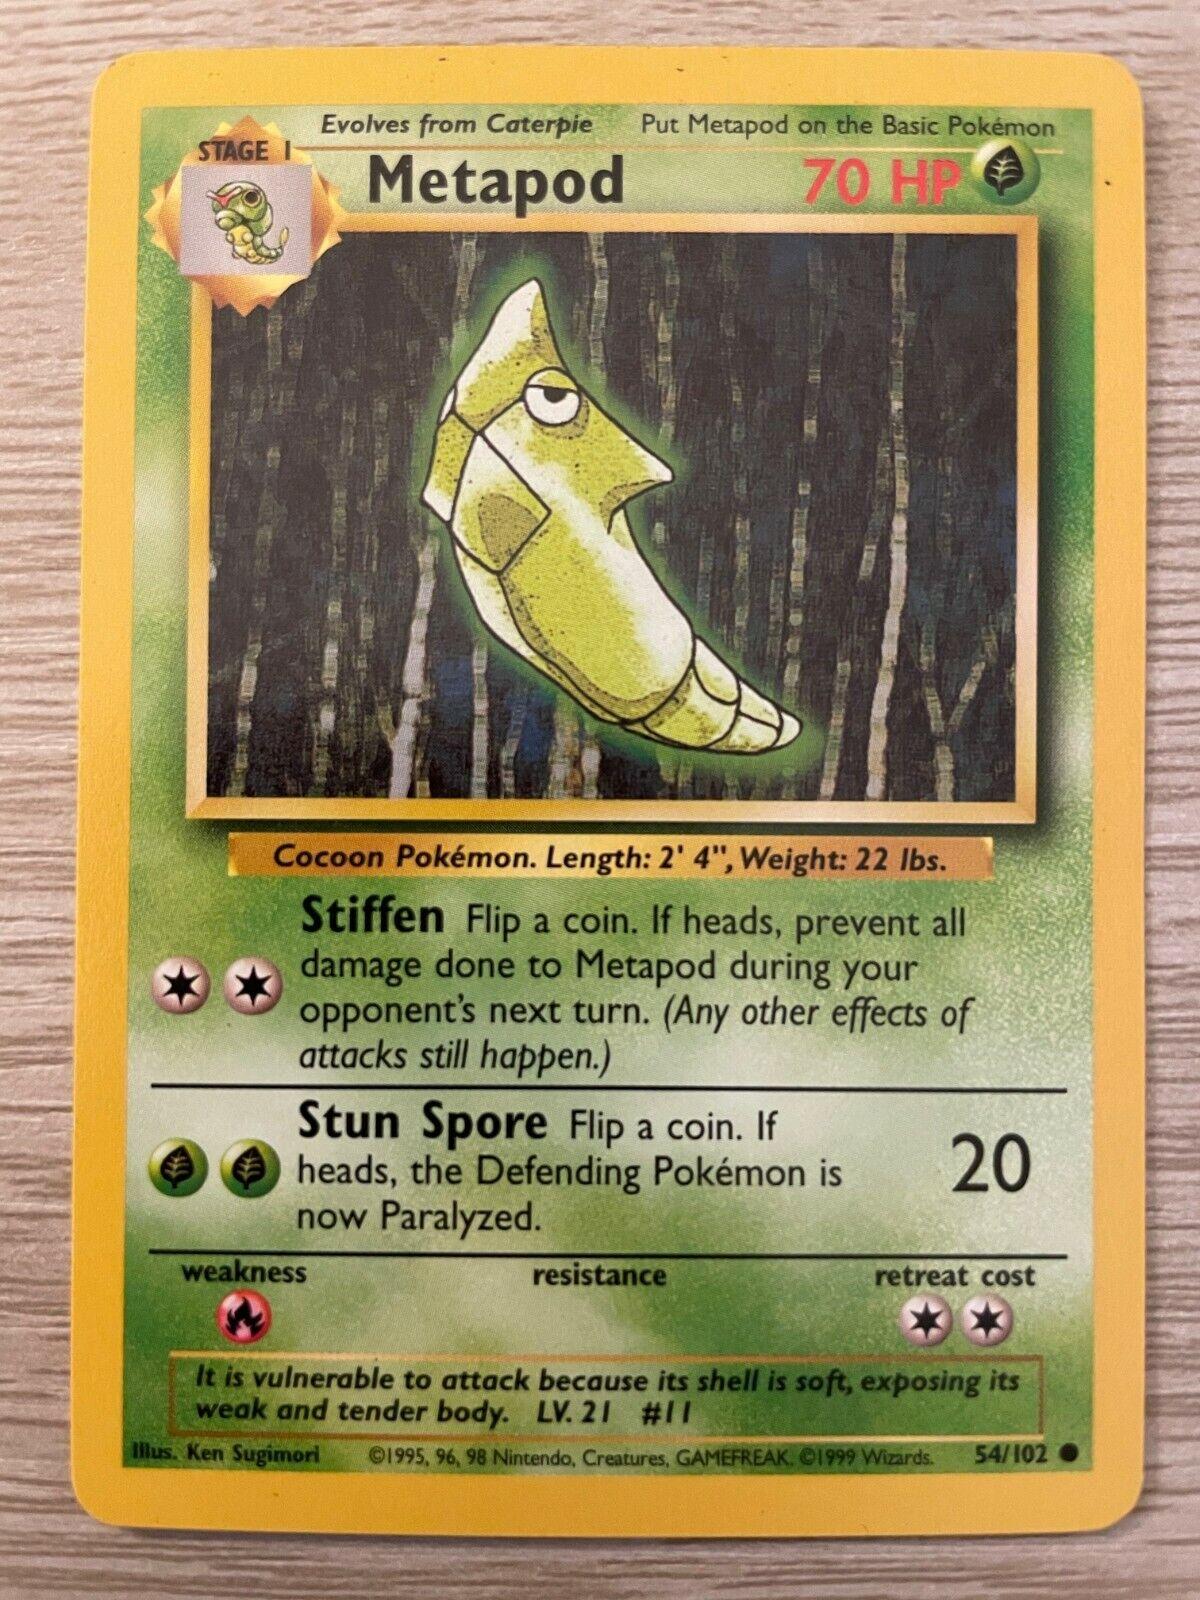 Evolves from Caterpie Put Metapod on the Basic Pokémon
STAGE 1
Metapod 70 HP
Cocoon Pokémon. Length: 2' 4", Weight: 22 lbs.
Stiffen Flip a coin. If heads, prevent all
damage done to Metapod during your
opponent's next turn. (Any other effects of
attacks still happen.)
Stun Spore Flip a coin. If
heads, the Defending Pokémon is
now Paralyzed.
20
weakness resistance retreat cost
It is vulnerable to attack because its shell is soft, exposing its
weak and tender body. LV. 21 #11
Illus. Ken Sugimori ©1995, 96, 98 Nintendo, Creatures, GAMEFREAK. ©1999 Wizards. 54/102